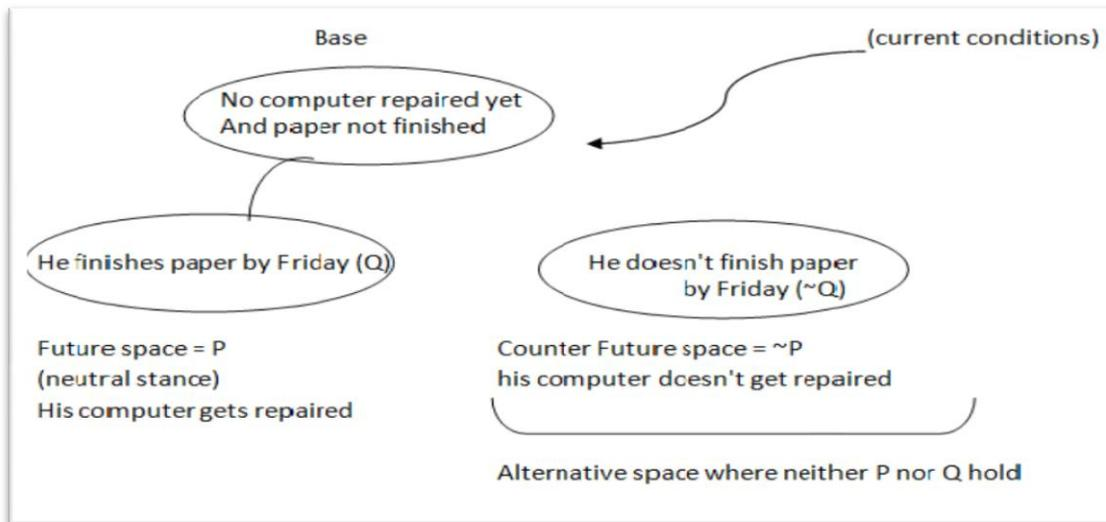 Base
(current conditions)
No computer repaired yet
And paper not finished
He finishes paper by Friday (Q)
He doesn't finish paper
by Friday (~Q)
Future space = P
(neutral stance)
His computer gets repaired
Counter Future space = ~P
his computer doesn't get repaired
Alternative space where neither P nor Q hold